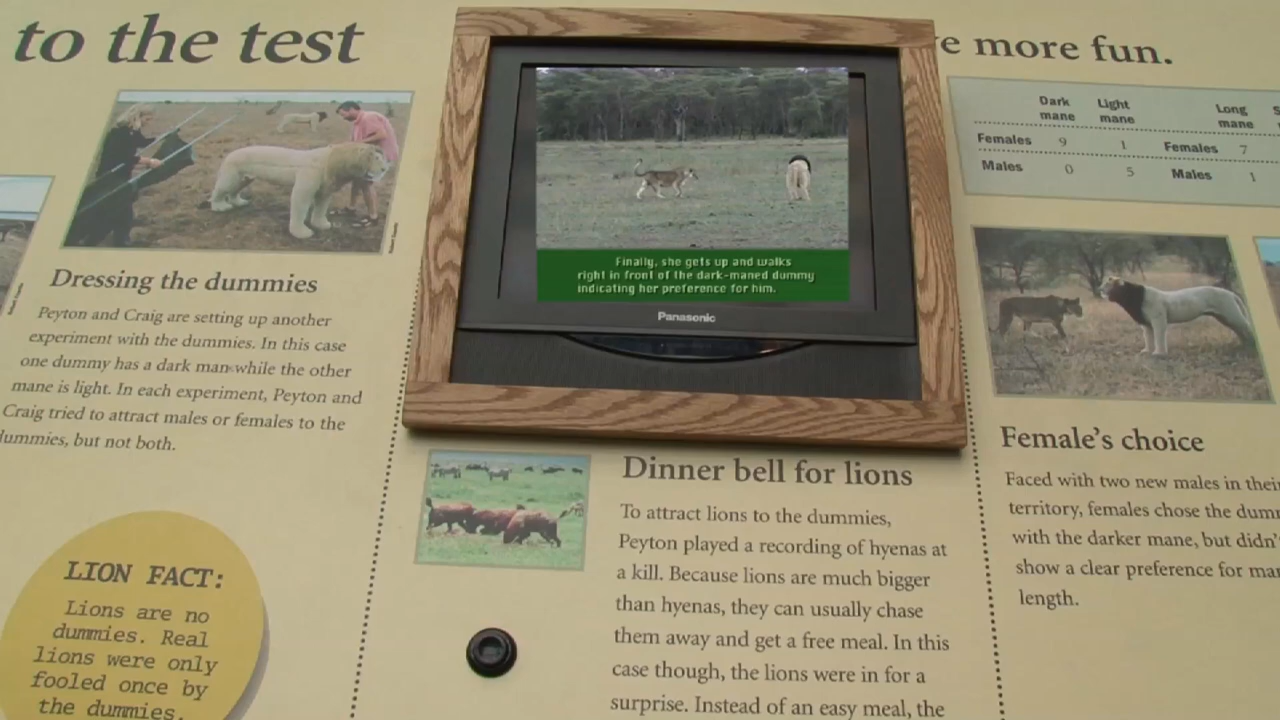 to the test
e more fun.
Dark mane
Light mane
Long mane
Females 9 1
Females 7
Males 0 5
Males 1
Finally, she gets up and walks
right in front of the dark-maned dummy
indicating her preference for him.
Panasonic
Dressing the dummies
Peyton and Craig are setting up another
experiment with the dummies. In this case
one dummy has a dark man while the other
mane is light. In each experiment, Peyton and
Craig tried to attract males or females to the
dummies, but not both.
LION FACT:
Lions are no
dummies. Real
lions were only
fooled once by
the dummies.
Dinner bell for lions
To attract lions to the dummies,
Peyton played a recording of hyenas at
a kill. Because lions are much bigger
than hyenas, they can usually chase
them away and get a free meal. In this
case though, the lions were in for a
surprise. Instead of an easy meal, the
Female's choice
Faced with two new males in their
territory, females chose the dum
with the darker mane, but didn'
show a clear preference for ma
length.